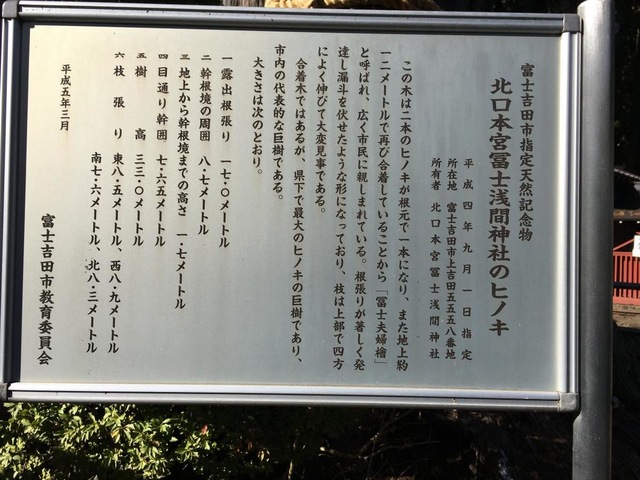 富士吉田市指定天然記念物
北口本宮冨士浅間神社のヒノキ
平成四年九月一日指定
所在地 富士吉田市上吉田五五五八番地
所有者 北口本宮冨士浅間神社
この木は二本のヒノキが根元で一本になり、また地上約
一二メートルで再び合着していることから「冨士夫婦檜」
と呼ばれ、広く市民に親しまれている。根張りが著しく発
達し漏斗を伏せたような形になっており、枝は上部で四方
によく伸びて大変見事である。
合着木ではあるが、県下で最大のヒノキの巨樹であり、
市内の代表的な巨樹である。
大きさは次のとおり。
一 露出根張り 一七・〇メートル
二 幹根境の周囲 八・七メートル
三 地上から幹根境までの高さ 一・七メートル
四 目通り幹囲 七・六五メートル
五 樹高 三三・〇メートル
六 枝張り 東八・五メートル、西八・九メートル
南七・六メートル、北八・三メートル
平成五年三月
富士吉田市教育委員会